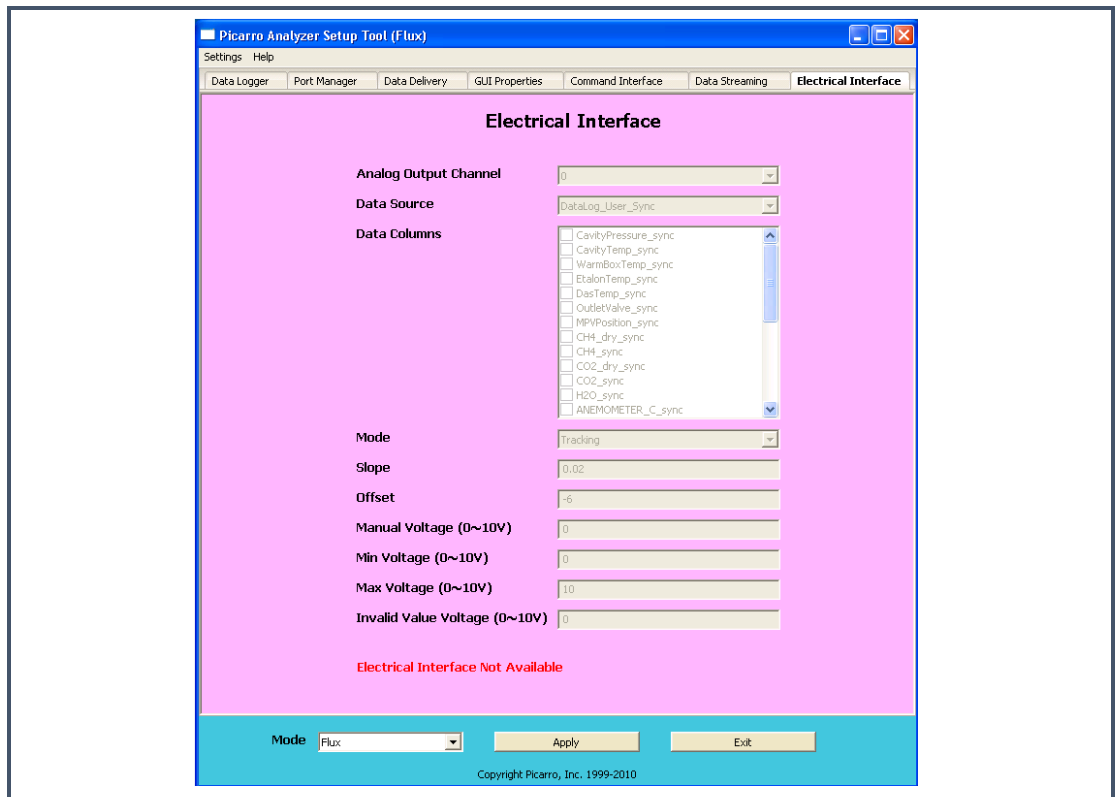 Picarro Analyzer Setup Tool (Flux)
Settings Help
Data Logger Port Manager Data Delivery GUI Properties Command Interface Data Streaming Electrical Interface
Electrical Interface
Analog Output Channel 0
Data Source DataLog_User_Sync
Data Columns
CavityPressure_sync
CavityTemp_sync
WarmBoxTemp_sync
EtalonTemp_sync
DasTemp_sync
OutletValve_sync
MPVPosition_sync
CH4_dry_sync
CH4_sync
CO2_dry_sync
CO2_sync
H2O_sync
ANEMOMETER_C_sync
Mode Tracking
Slope 0.02
Offset -6
Manual Voltage (0~10V) 0
Min Voltage (0~10V) 0
Max Voltage (0~10V) 10
Invalid Value Voltage (0~10V) 0
Electrical Interface Not Available
Mode Flux Apply Exit
Copyright Picarro, Inc. 1999-2010